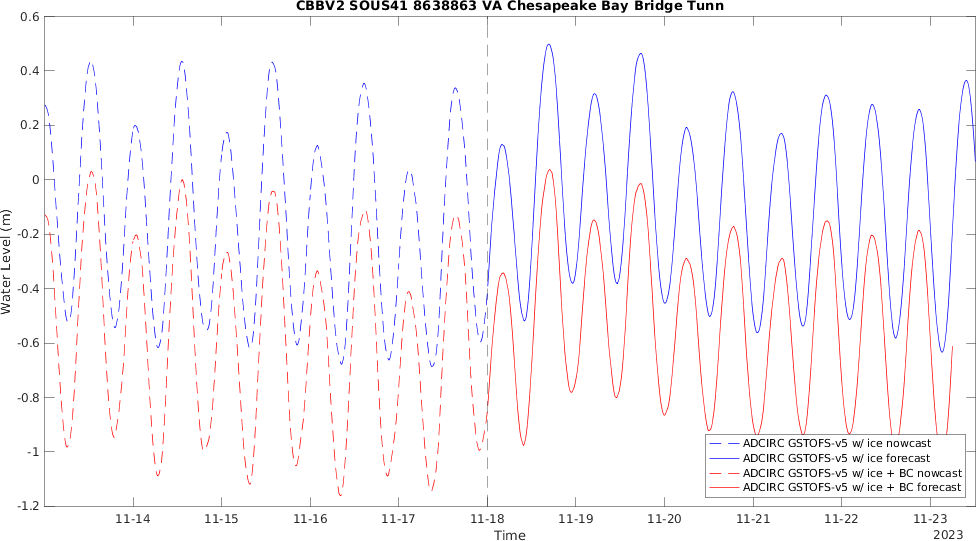 CBBV2 SOUS41 8638863 VA Chesapeake Bay Bridge Tunn
0.6
0.4
0.2
0
-0.2
-0.4
-0.6
-0.8
-1
-1.2
Water Level (m)
11-14 11-15 11-16 11-17 11-18 11-19 11-20 11-21 11-22 11-23
Time
2023
ADCIRC GSTOFS-v5 w/ ice nowcast
ADCIRC GSTOFS-v5 w/ ice forecast
ADCIRC GSTOFS-v5 w/ ice + BC nowcast
ADCIRC GSTOFS-v5 w/ ice + BC forecast